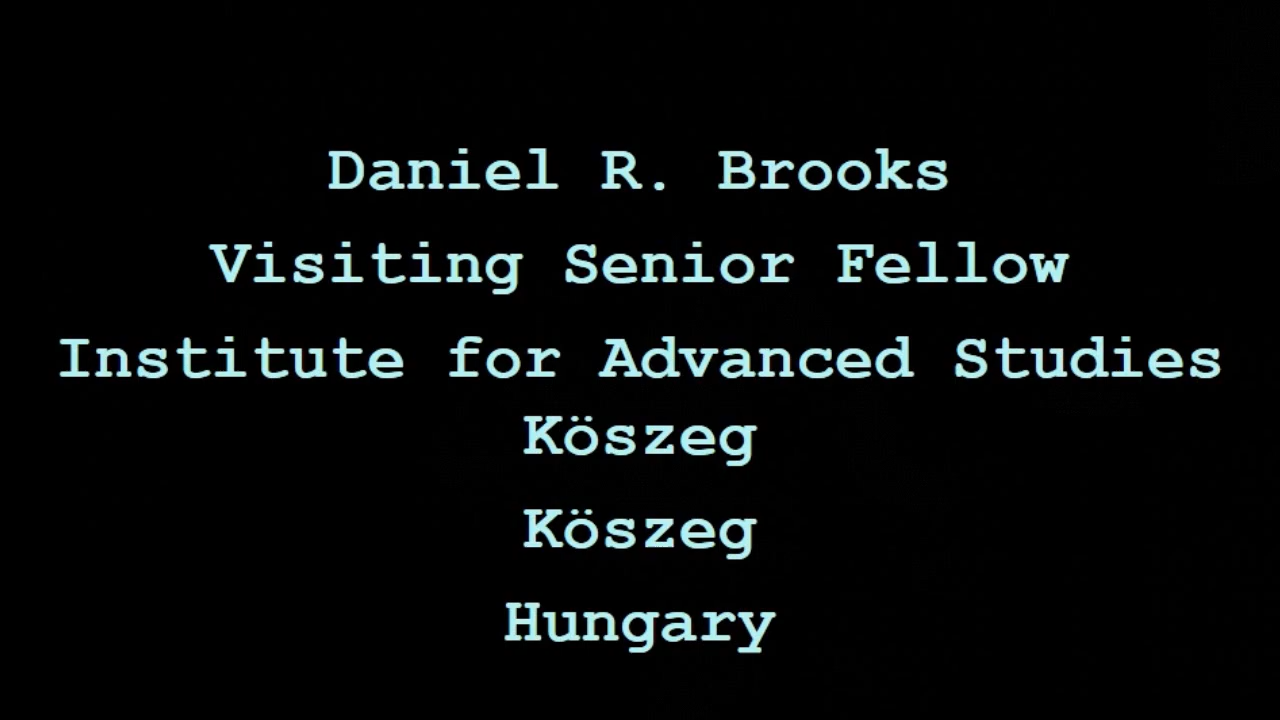 Daniel R. Brooks
Visiting Senior Fellow
Institute for Advanced Studies
Köszeg
Köszeg
Hungary